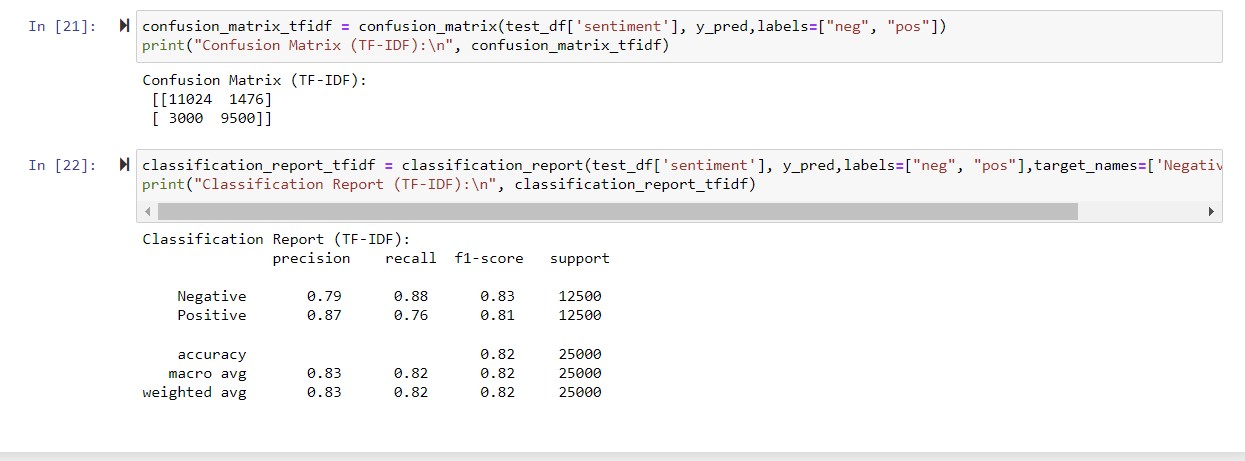 In [21]: confusion_matrix_tfidf = confusion_matrix(test_df['sentiment'], y_pred,labels=["neg", "pos"])
print("Confusion Matrix (TF-IDF):\n", confusion_matrix_tfidf)
Confusion Matrix (TF-IDF):
[[11024 1476]
[ 3000 9500]]
In [22]: classification_report_tfidf = classification_report(test_df['sentiment'], y_pred,labels=["neg", "pos"],target_names=['Negativ
print("Classification Report (TF-IDF):\n", classification_report_tfidf)
Classification Report (TF-IDF):
precision recall f1-score support
Negative 0.79 0.88 0.83 12500
Positive 0.87 0.76 0.81 12500
accuracy 0.82 25000
macro avg 0.83 0.82 0.82 25000
weighted avg 0.83 0.82 0.82 25000